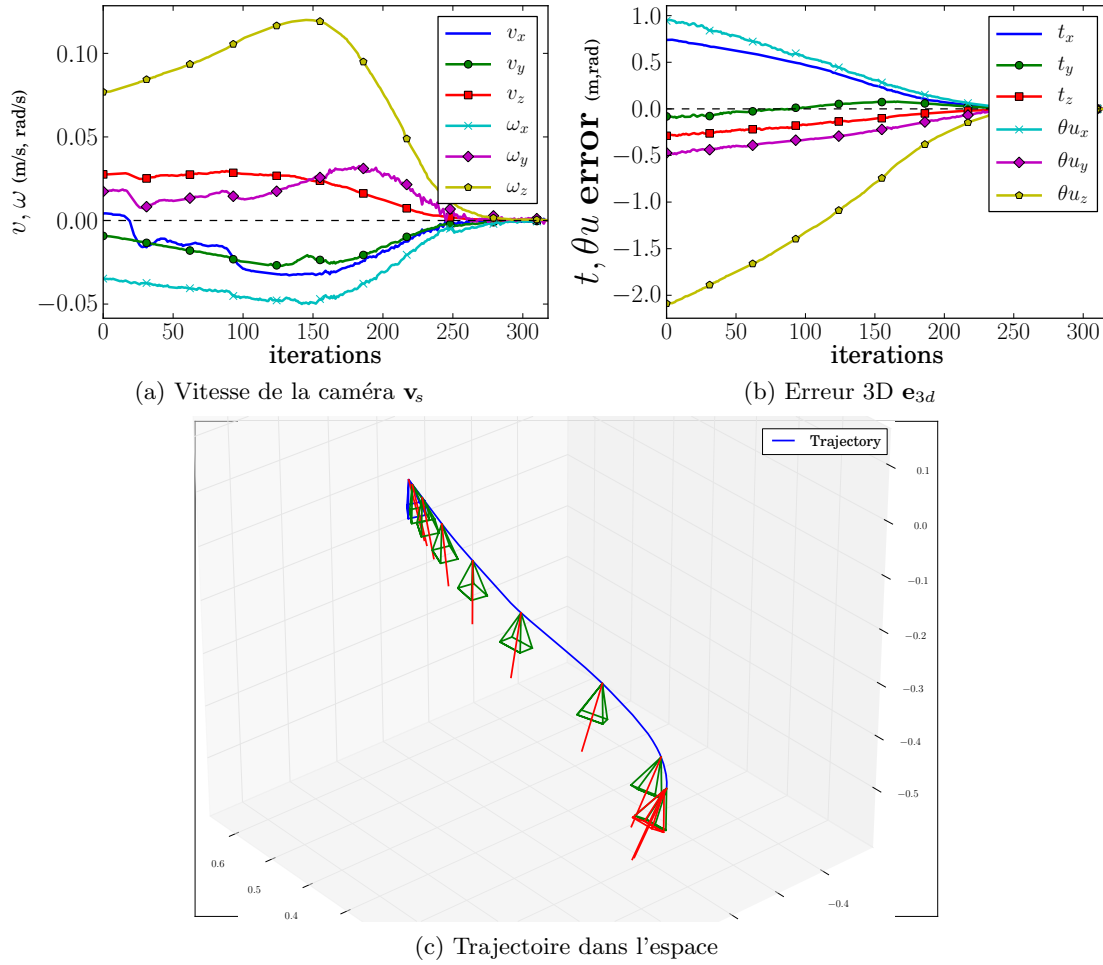 0.10
0.05
0.00
−0.05
v, ω (m/s, rad/s)
0 50 100 150 200 250 300
iterations
v_x
v_y
v_z
ω_x
ω_y
ω_z
(a) Vitesse de la caméra v_s
1.0
0.5
0.0
−0.5
−1.0
−1.5
−2.0
t, θu error (m,rad)
0 50 100 150 200 250 300
iterations
t_x
t_y
t_z
θu_x
θu_y
θu_z
(b) Erreur 3D e_{3d}
Trajectory
0.1
0.0
−0.1
−0.2
−0.3
−0.4
−0.5
0.6
0.5
0.4
−0.4
(c) Trajectoire dans l'espace